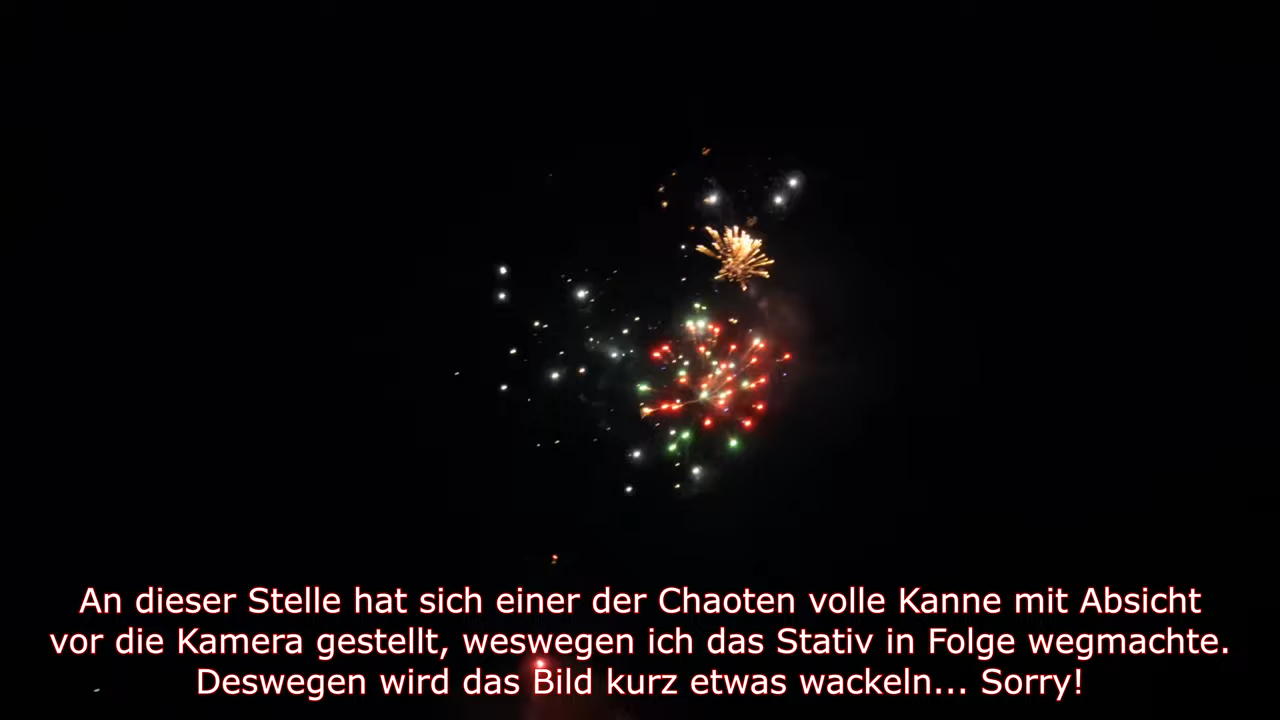 An dieser Stelle hat sich einer der Chaoten volle Kanne mit Absicht
vor die Kamera gestellt, weswegen ich das Stativ in Folge wegmachte.
Deswegen wird das Bild kurz etwas wackeln... Sorry!